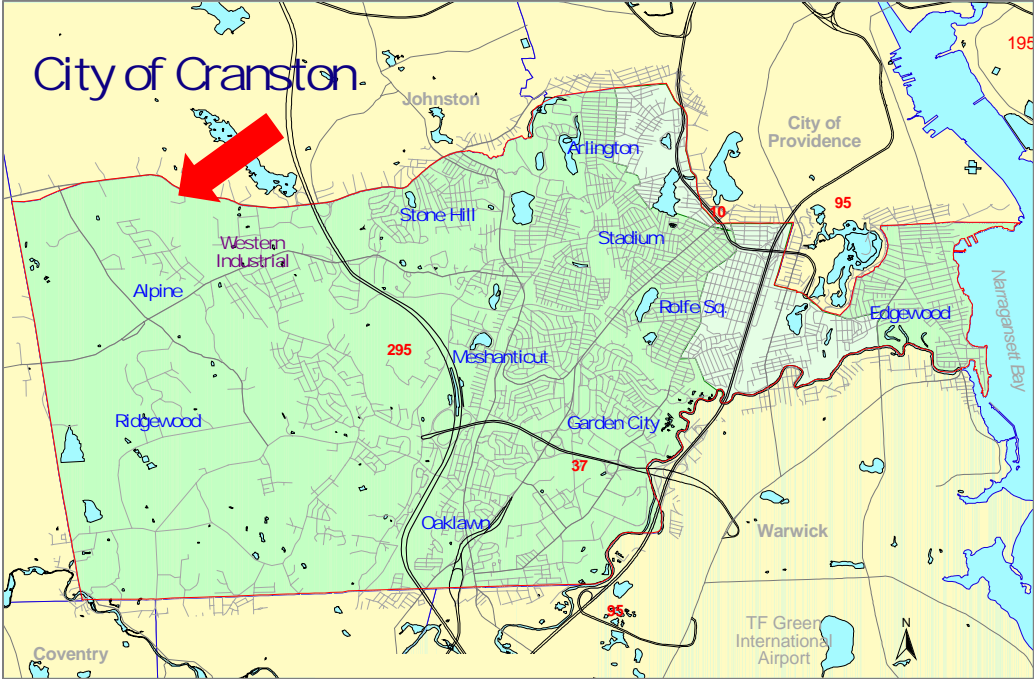 195
City of Cranston
Johnston
City of
Providence
Arlington
10
95
Stone Hill
Stadium
Western
Industrial
Alpine
Narragansett Bay
Rolfe Sq.
Edgewood
295
Meshanticut
Ridgewood
Garden City
37
Oaklawn
Warwick
95
TF Green
International
Airport
N
Coventry